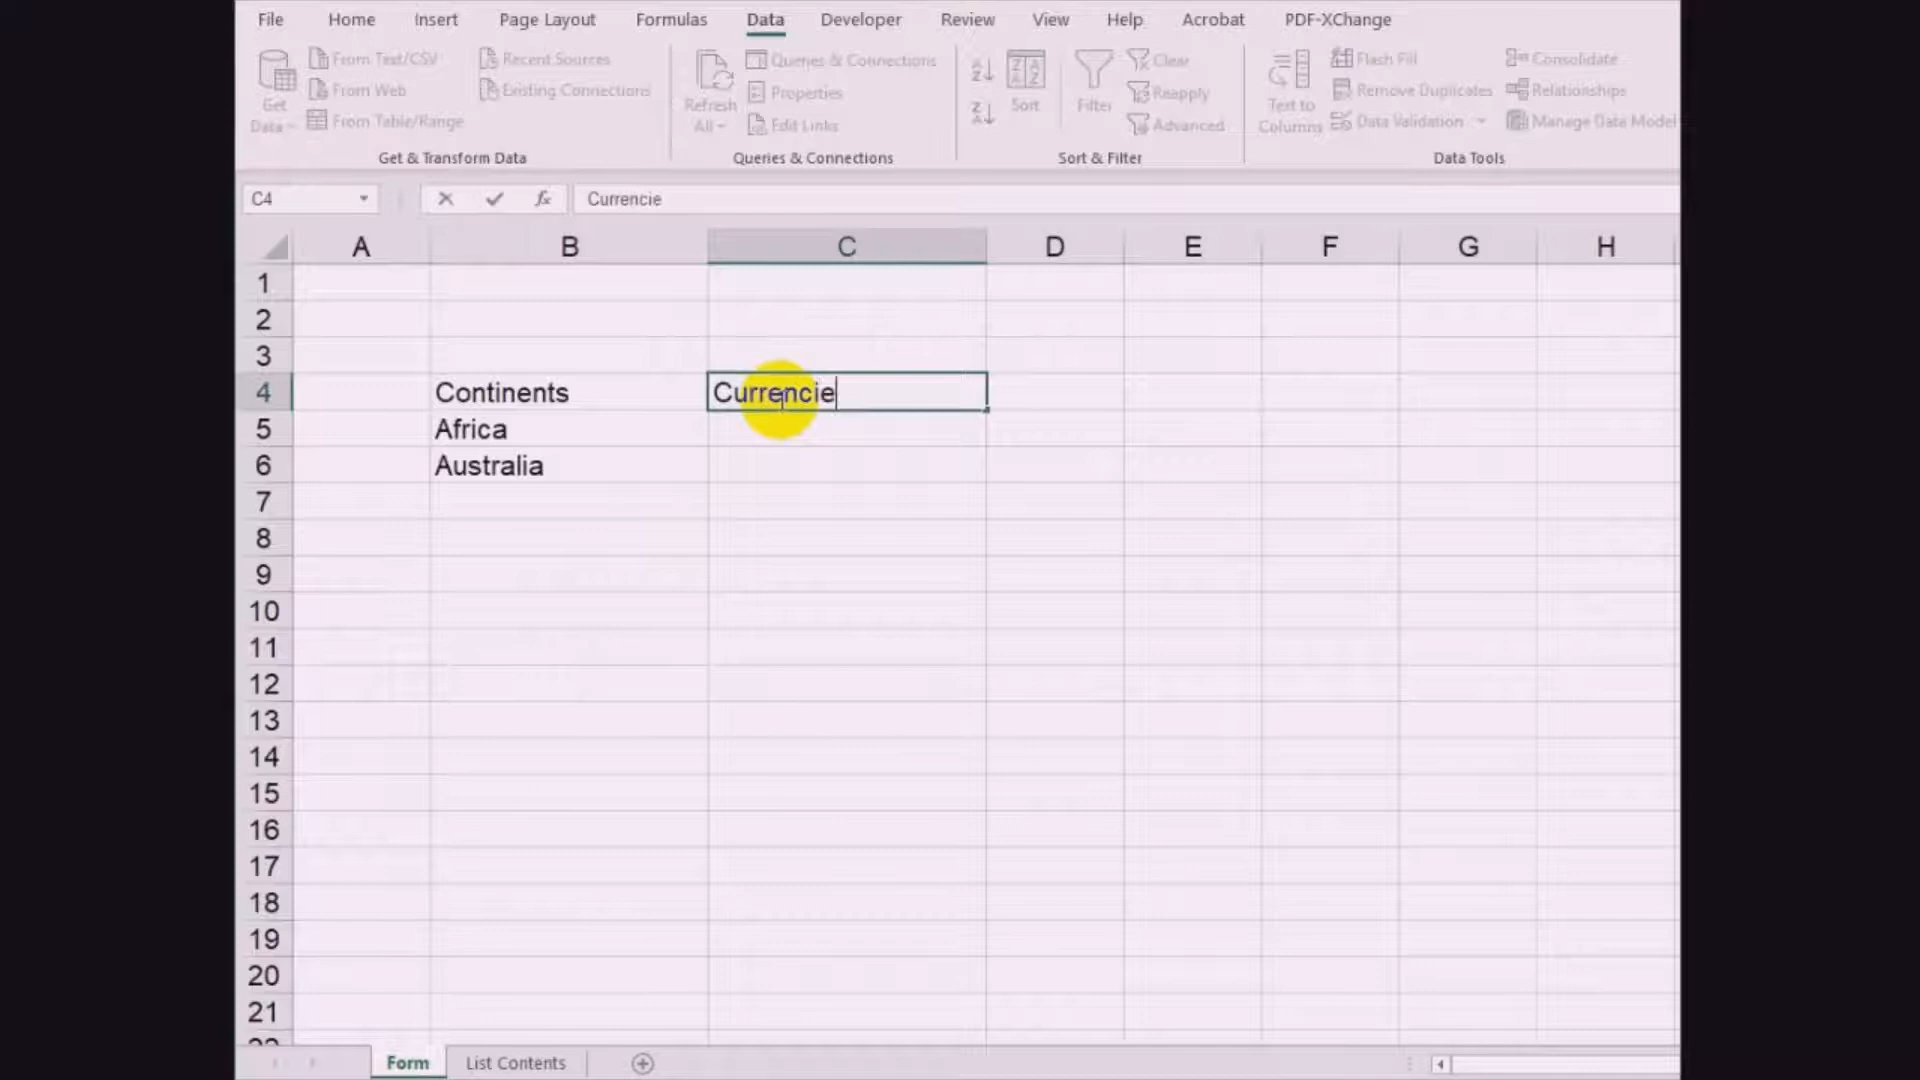 File Home Insert Page Layout Formulas Data Developer Review View Help Acrobat PDF-XChange
Get Data
From Text/CSV
From Web
From Table/Range
Recent Sources
Existing Connections
Get & Transform Data
Refresh All
Queries & Connections
Properties
Edit Links
Queries & Connections
Sort
Filter
Clear
Reapply
Advanced
Sort & Filter
Text to Columns
Flash Fill
Remove Duplicates
Data Validation
Consolidate
Relationships
Manage Data Model
Data Tools
C4 fx Currencie
A B C D E F G H
1
2
3
4 Continents Currencie
5 Africa
6 Australia
7
8
9
10
11
12
13
14
15
16
17
18
19
20
21
22
Form List Contents